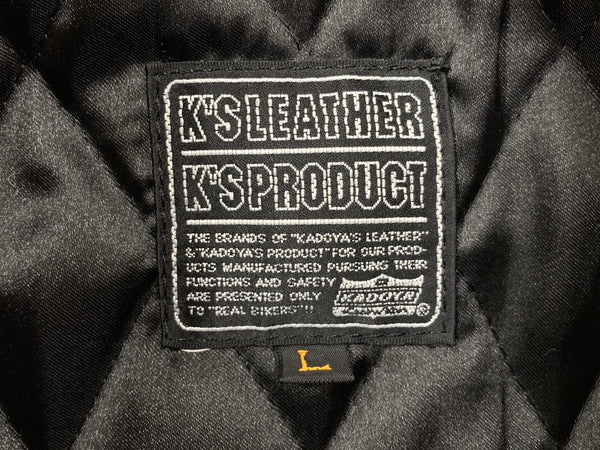 K'S LEATHER
K'S PRODUCT
THE BRANDS OF "KADOYA'S LEATHER"
& "KADOYA'S PRODUCT" FOR OUR PROD-
UCTS MANUFACTURED PURSUING THEIR
FUNCTIONS AND SAFETY
ARE PRESENTED ONLY
TO "REAL BIKERS"!!
KADOYA
®
L